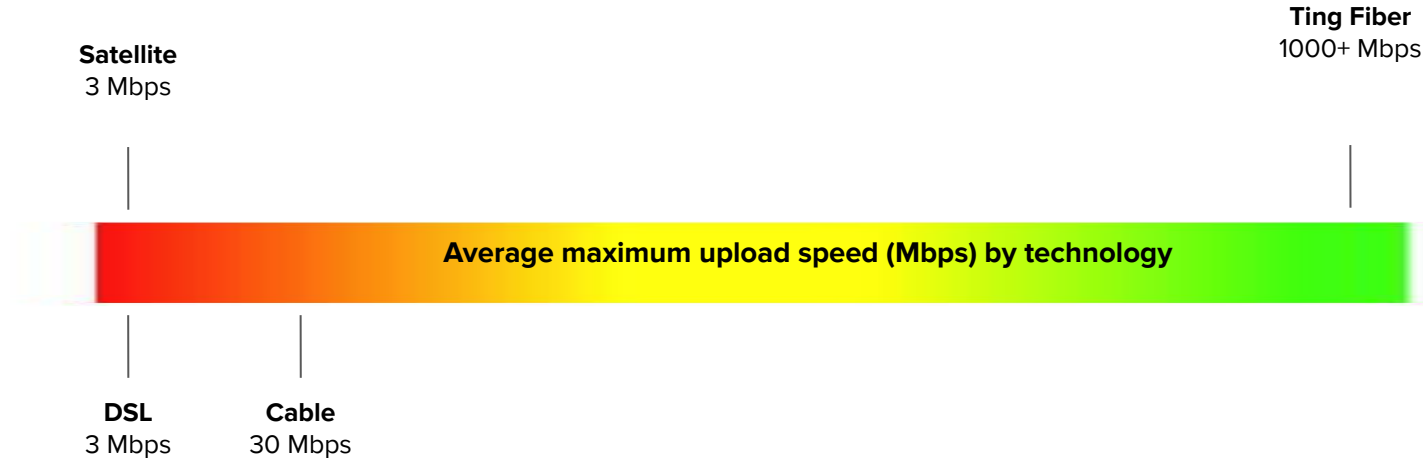 Ting Fiber
1000+ Mbps
Satellite
3 Mbps
Average maximum upload speed (Mbps) by technology
DSL
3 Mbps
Cable
30 Mbps